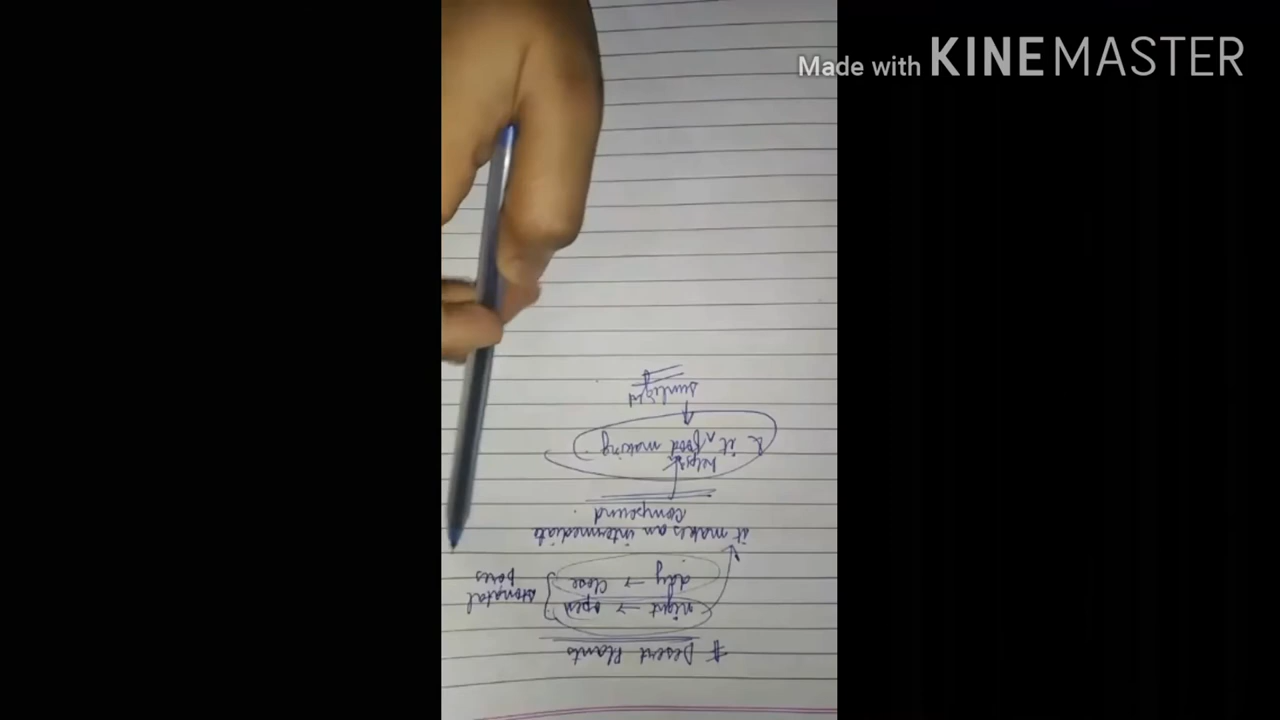 # Desert Plants
night → open
day → close
} stomatal
pores
it makes an intermediate
compound
helps
& it ^ food making
↓
sunlight
Made with KINEMASTER